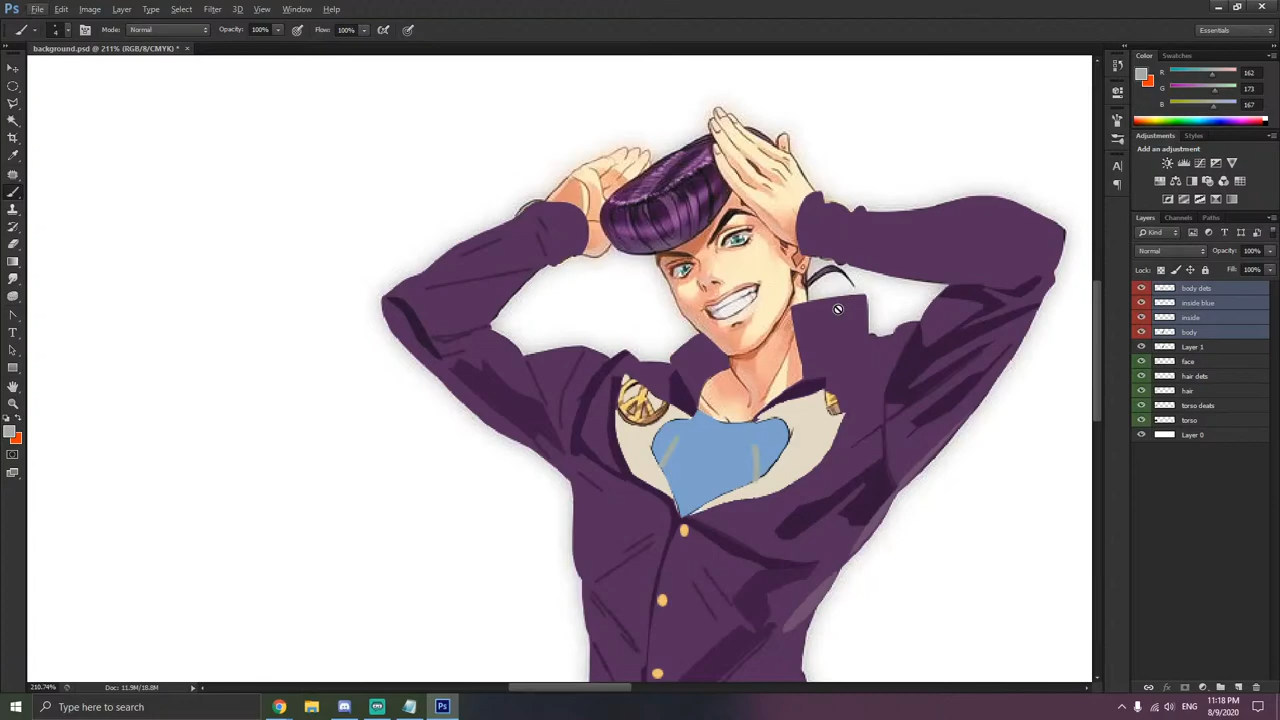 Ps File Edit Image Layer Type Select Filter 3D View Window Help
4 Mode: Normal Opacity: 100% Flow: 100% Essentials
background.psd @ 211% (RGB/8/CMYK) * ×
Color Swatches
R 162
G 173
B 167
Adjustments Styles
Add an adjustment
Layers Channels Paths
Kind
Normal Opacity: 100%
Lock: Fill: 100%
body dets
inside blue
inside
body
Layer 1
face
hair dets
hair
torso deats
torso
Layer 0
210.74% Doc: 11.9M/18.8M
Type here to search Ps ENG 11:18 PM
8/9/2020